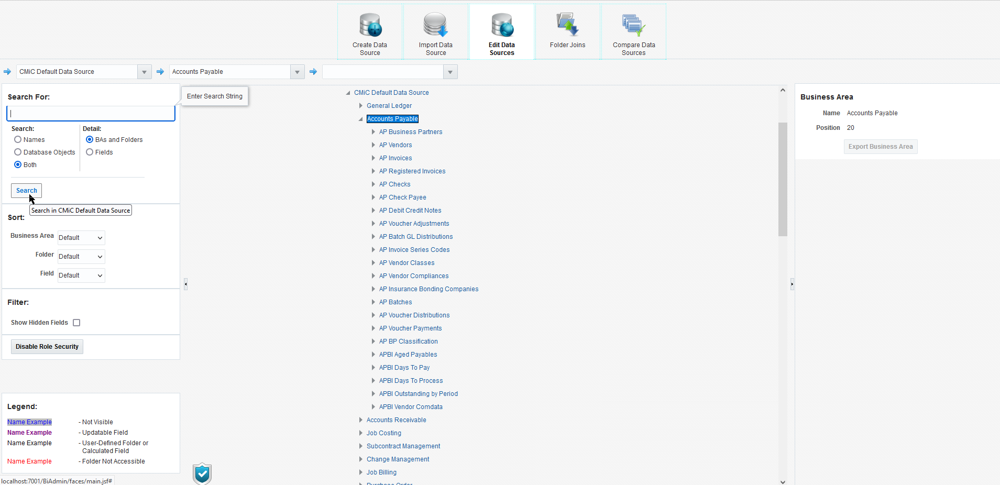 Create Data
Source
Import Data
Source
Edit Data
Sources
Folder Joins
Compare Data
Sources
CMiC Default Data Source
Accounts Payable
Search For:
Enter Search String
Search:
Detail:
Names
BAs and Folders
Database Objects
Fields
Both
Search
Search in CMiC Default Data Source
Sort:
Business Area
Default
Folder
Default
Field
Default
Filter:
Show Hidden Fields
Disable Role Security
Legend:
Name Example - Not Visible
Name Example - Updatable Field
Name Example - User-Defined Folder or
Calculated Field
Name Example - Folder Not Accessible
localhost:7001/BiAdmin/faces/main.jsf#
CMiC Default Data Source
General Ledger
Accounts Payable
AP Business Partners
AP Vendors
AP Invoices
AP Registered Invoices
AP Checks
AP Check Payee
AP Debit Credit Notes
AP Voucher Adjustments
AP Batch GL Distributions
AP Invoice Series Codes
AP Vendor Classes
AP Vendor Compliances
AP Insurance Bonding Companies
AP Batches
AP Voucher Distributions
AP Voucher Payments
AP BP Classification
APBI Aged Payables
APBI Days To Pay
APBI Days To Process
APBI Outstanding by Period
APBI Vendor Comdata
Accounts Receivable
Job Costing
Subcontract Management
Change Management
Job Billing
Purchase Order
Business Area
Name Accounts Payable
Position 20
Export Business Area